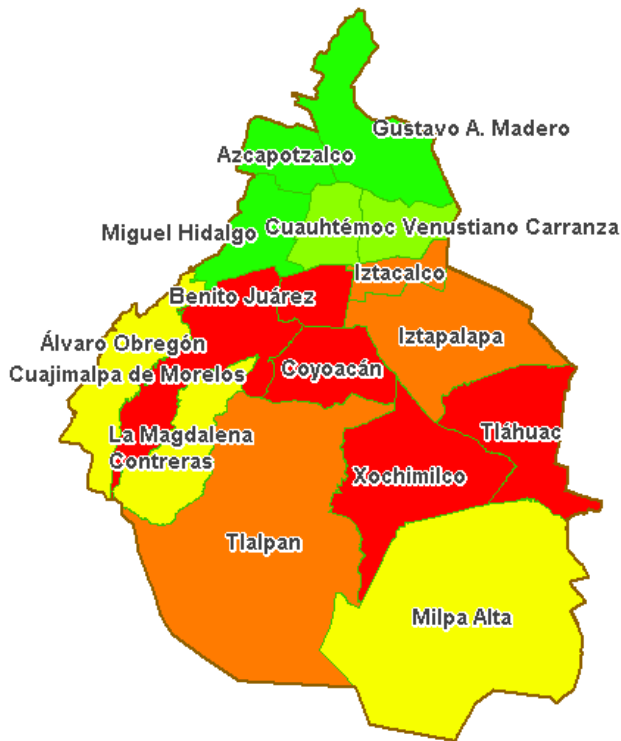 Gustavo A. Madero
Azcapotzalco
Miguel Hidalgo
Cuauhtémoc
Venustiano Carranza
Iztacalco
Benito Juárez
Iztapalapa
Álvaro Obregón
Coyoacán
Cuajimalpa de Morelos
Tláhuac
La Magdalena
Contreras
Xochimilco
Tlalpan
Milpa Alta